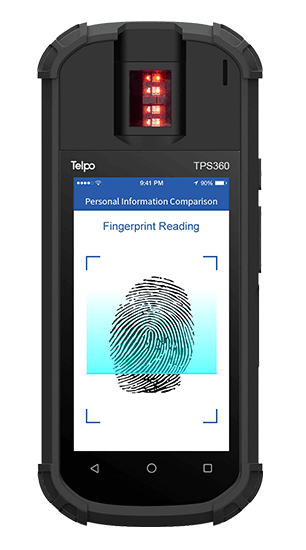 Telpo
TPS360
9:41 PM
90%
Personal Information Comparison
Fingerprint Reading